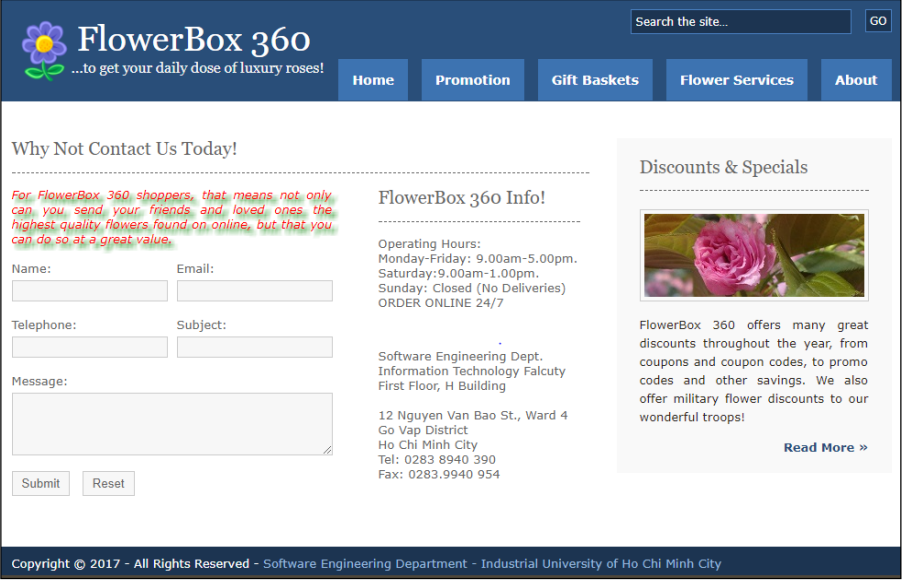 FlowerBox 360
...to get your daily dose of luxury roses!
Search the site...
GO
Home
Promotion
Gift Baskets
Flower Services
About
Why Not Contact Us Today!
For FlowerBox 360 shoppers, that means not only
can you send your friends and loved ones the
highest quality flowers found on online, but that you
can do so at a great value.
Name:
Email:
Telephone:
Subject:
Message:
Submit
Reset
FlowerBox 360 Info!
Operating Hours:
Monday-Friday: 9.00am-5.00pm.
Saturday:9.00am-1.00pm.
Sunday: Closed (No Deliveries)
ORDER ONLINE 24/7
Software Engineering Dept.
Information Technology Falcuty
First Floor, H Building
12 Nguyen Van Bao St., Ward 4
Go Vap District
Ho Chi Minh City
Tel: 0283 8940 390
Fax: 0283.9940 954
Discounts & Specials
FlowerBox 360 offers many great
discounts throughout the year, from
coupons and coupon codes, to promo
codes and other savings. We also
offer military flower discounts to our
wonderful troops!
Read More »
Copyright © 2017 - All Rights Reserved - Software Engineering Department - Industrial University of Ho Chi Minh City